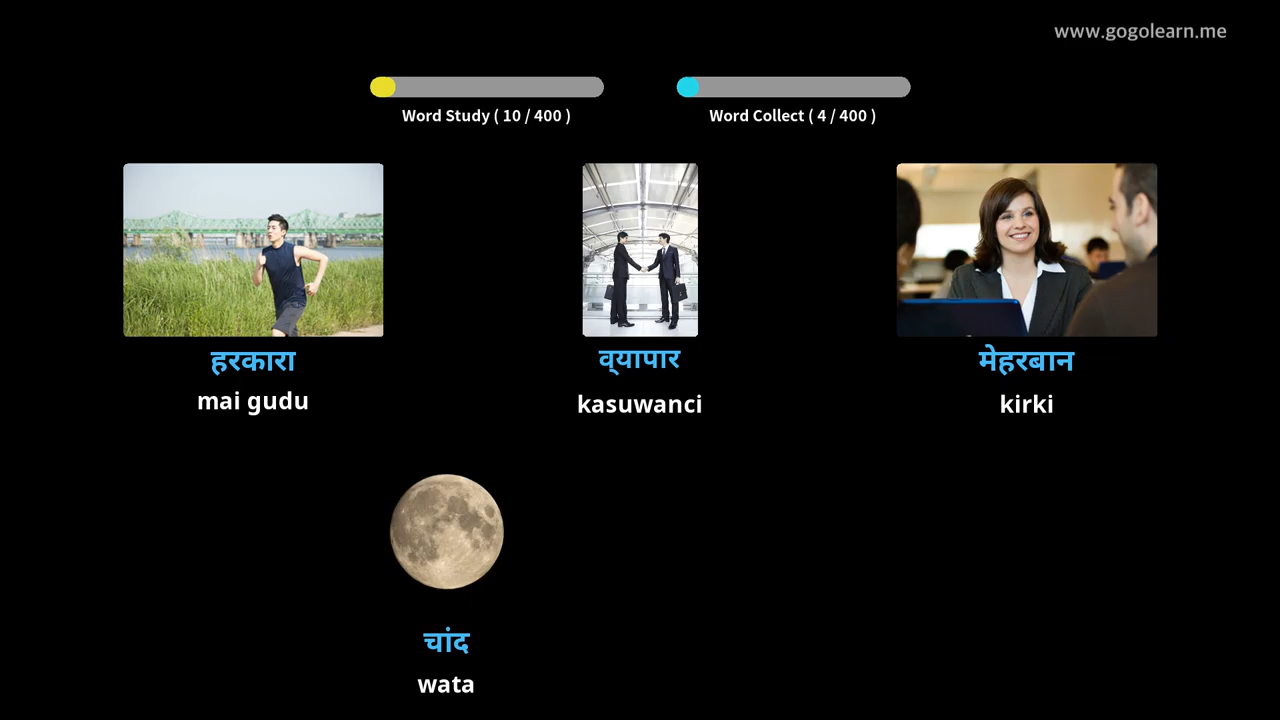 www.gogolearn.me
Word Study ( 10 / 400 )
Word Collect ( 4 / 400 )
हरकारा
व्यापार
मेहरबान
mai gudu
kasuwanci
kirki
चांद
wata